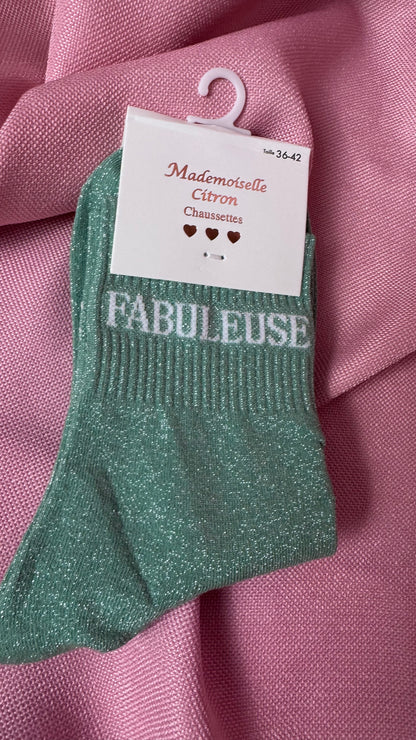 Taille 36-42
Mademoiselle
Citron
Chaussettes
FABULEUSE